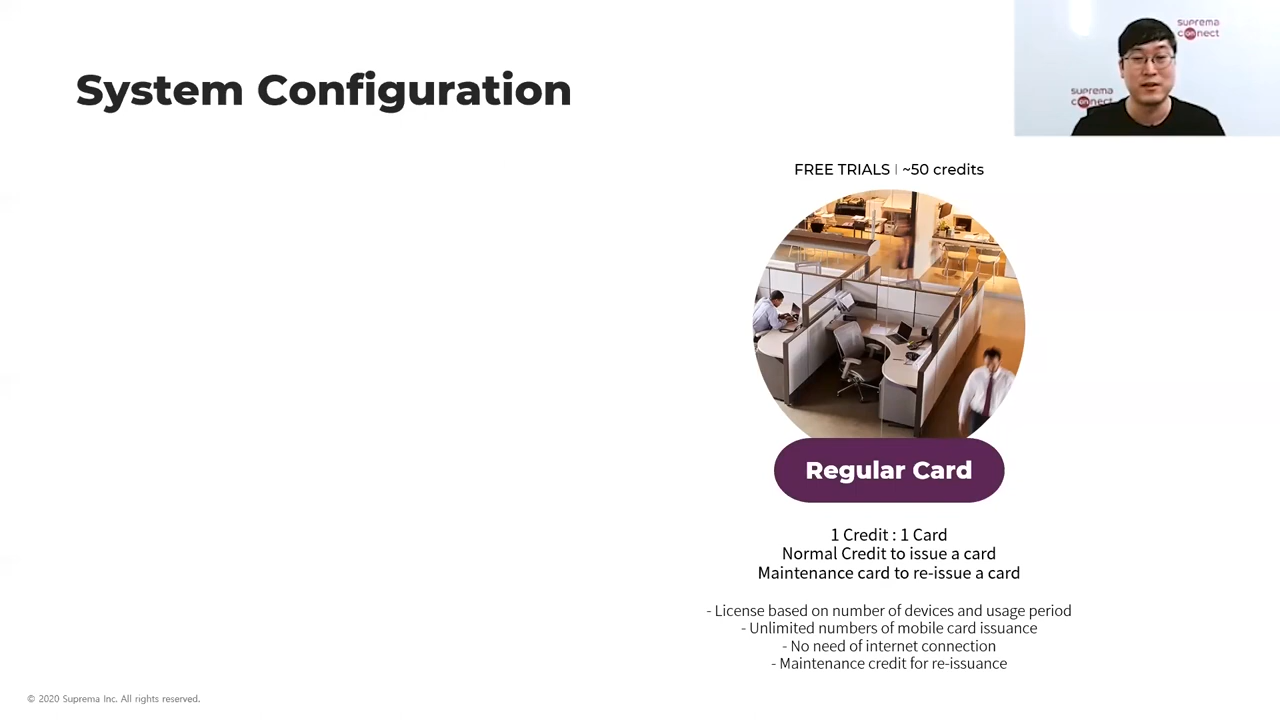 System Configuration
suprema
connect
suprema
connect
FREE TRIALS | ~50 credits
Regular Card
1 Credit : 1 Card
Normal Credit to issue a card
Maintenance card to re-issue a card
- License based on number of devices and usage period
- Unlimited numbers of mobile card issuance
- No need of internet connection
- Maintenance credit for re-issuance
© 2020 Suprema Inc. All rights reserved.